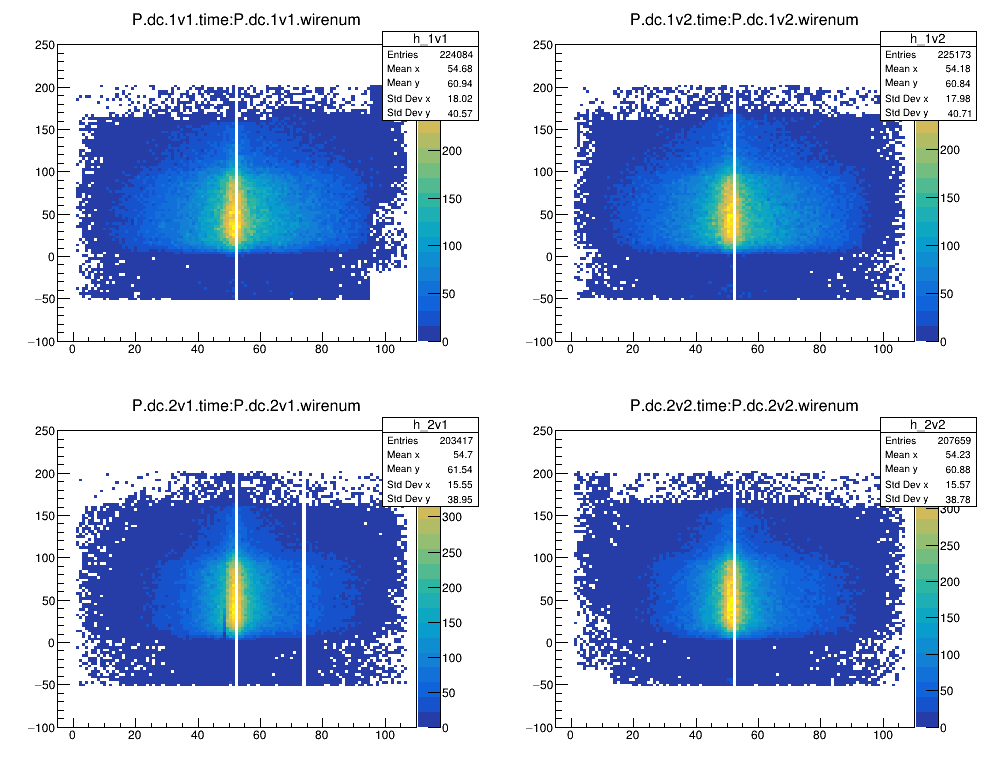 P.dc.1v1.time:P.dc.1v1.wirenum
h_1v1
Entries 224084
Mean x 54.68
Mean y 60.94
Std Dev x 18.02
Std Dev y 40.57
250
200
150
100
50
0
−50
−100
0 20 40 60 80 100
200
150
100
50
0
P.dc.1v2.time:P.dc.1v2.wirenum
h_1v2
Entries 225173
Mean x 54.18
Mean y 60.84
Std Dev x 17.98
Std Dev y 40.71
250
200
150
100
50
0
−50
−100
0 20 40 60 80 100
200
150
100
50
0
P.dc.2v1.time:P.dc.2v1.wirenum
h_2v1
Entries 203417
Mean x 54.7
Mean y 61.54
Std Dev x 15.55
Std Dev y 38.95
250
200
150
100
50
0
−50
−100
0 20 40 60 80 100
300
250
200
150
100
50
0
P.dc.2v2.time:P.dc.2v2.wirenum
h_2v2
Entries 207659
Mean x 54.23
Mean y 60.88
Std Dev x 15.57
Std Dev y 38.78
250
200
150
100
50
0
−50
−100
0 20 40 60 80 100
300
250
200
150
100
50
0